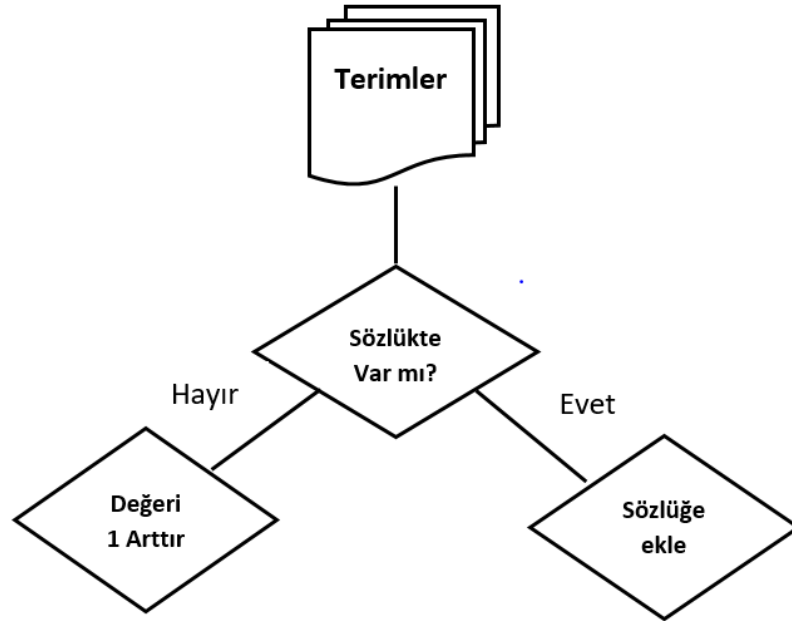 Terimler
Sözlükte
Var mı?
Hayır
Evet
Değeri
1 Arttır
Sözlüğe
ekle